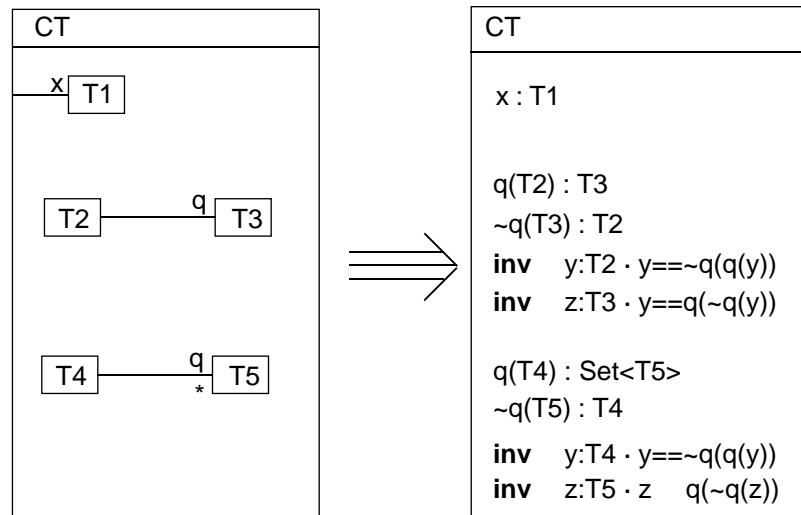 CT
x
T1
T2
q
T3
T4
q
*
T5
CT
x : T1
q(T2) : T3
~q(T3) : T2
inv y:T2 · y==~q(q(y))
inv z:T3 · y==q(~q(y))
q(T4) : Set<T5>
~q(T5) : T4
inv y:T4 · y==~q(q(y))
inv z:T5 · z q(~q(z))